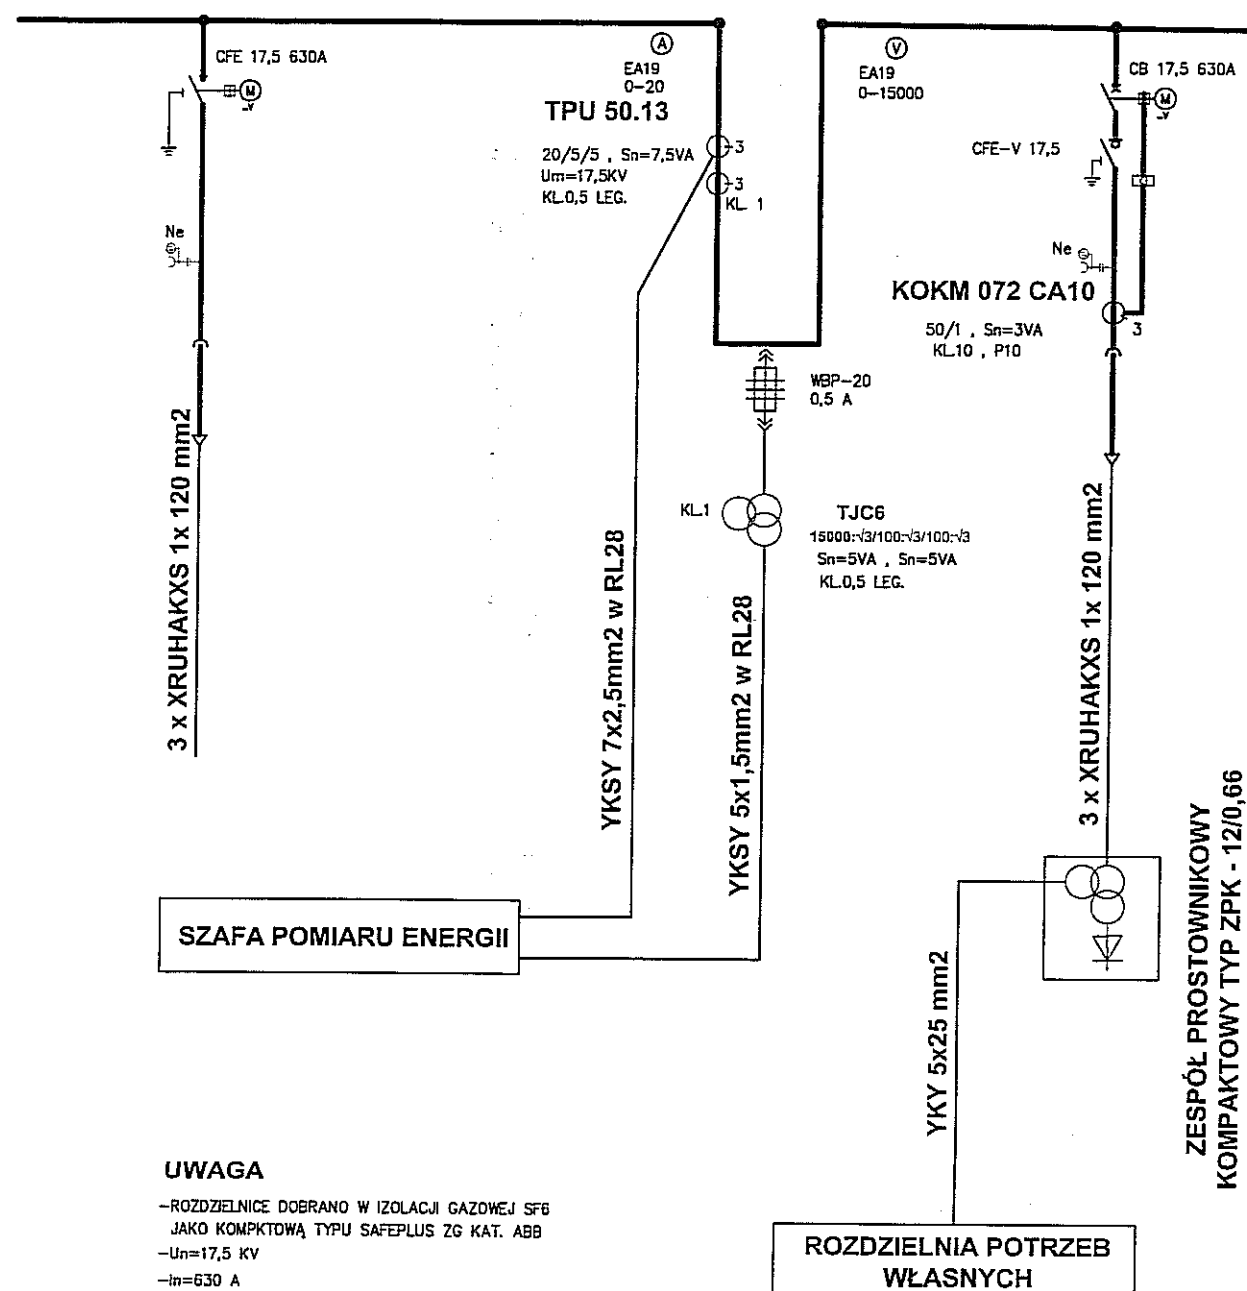 CFE 17,5 630A
M
Ne
3 x XRUHAKXS 1x 120 mm2
A
EA19
0-20
TPU 50.13
20/5/5 , Sn=7,5VA
Um=17,5KV
KL.0,5 LEG.
3
3
KL. 1
V
EA19
0-15000
WBP-20
0,5 A
KL.1
TJC6
15000:√3/100:√3/100:√3
Sn=5VA , Sn=5VA
KL.0,5 LEG.
YKSY 7x2,5mm2 w RL28
YKSY 5x1,5mm2 w RL28
SZAFA POMIARU ENERGII
CB 17,5 630A
M
CFE-V 17,5
Ne
KOKM 072 CA10
50/1 , Sn=3VA
KL.10 , P10
3
3 x XRUHAKXS 1x 120 mm2
ZESPÓŁ PROSTOWNIKOWY
KOMPAKTOWY TYP ZPK - 12/0,66
YKY 5x25 mm2
ROZDZIELNIA POTRZEB
WŁASNYCH
UWAGA
-ROZDZIELNICE DOBRANO W IZOLACJI GAZOWEJ SF6
JAKO KOMPKTOWĄ TYPU SAFEPLUS ZG KAT. ABB
-Un=17,5 KV
-In=630 A